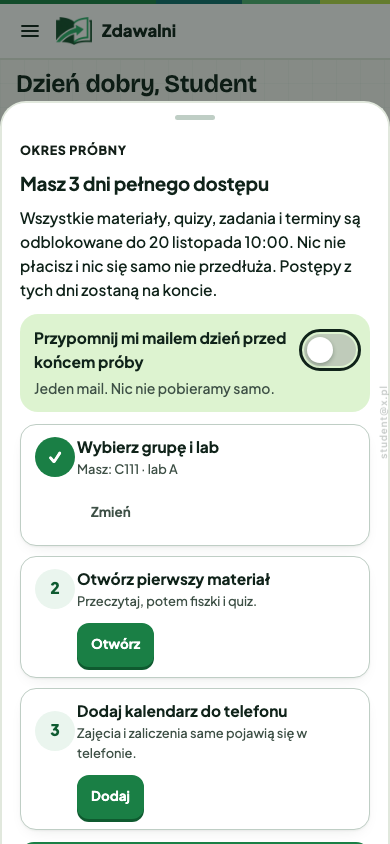 Zdawalni
Dzień dobry, Student
OKRES PRÓBNY
Masz 3 dni pełnego dostępu
Wszystkie materiały, quizy, zadania i terminy są
odblokowane do 20 listopada 10:00. Nic nie
płacisz i nic się samo nie przedłuża. Postępy z
tych dni zostaną na koncie.
Przypomnij mi mailem dzień przed
końcem próby
Jeden mail. Nic nie pobieramy samo.
student@x.pl
Wybierz grupę i lab
Masz: C111 · lab A
Zmień
2
Otwórz pierwszy materiał
Przeczytaj, potem fiszki i quiz.
Otwórz
3
Dodaj kalendarz do telefonu
Zajęcia i zaliczenia same pojawią się w
telefonie.
Dodaj